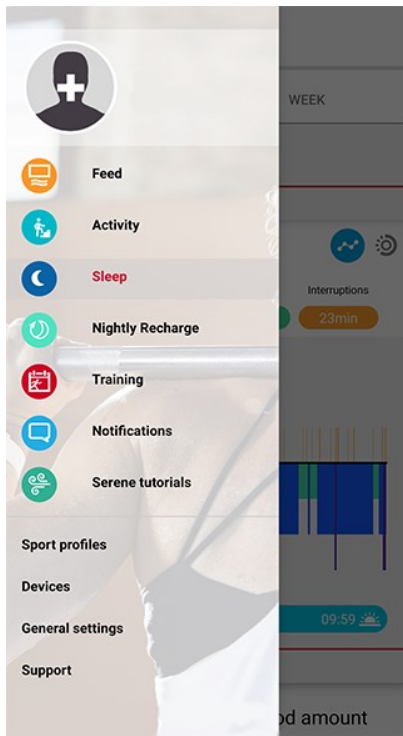 WEEK
Feed
Activity
Sleep
Interruptions
Nightly Recharge
23min
Training
Notifications
Serene tutorials
Sport profiles
Devices
General settings
09:59
Support
od amount